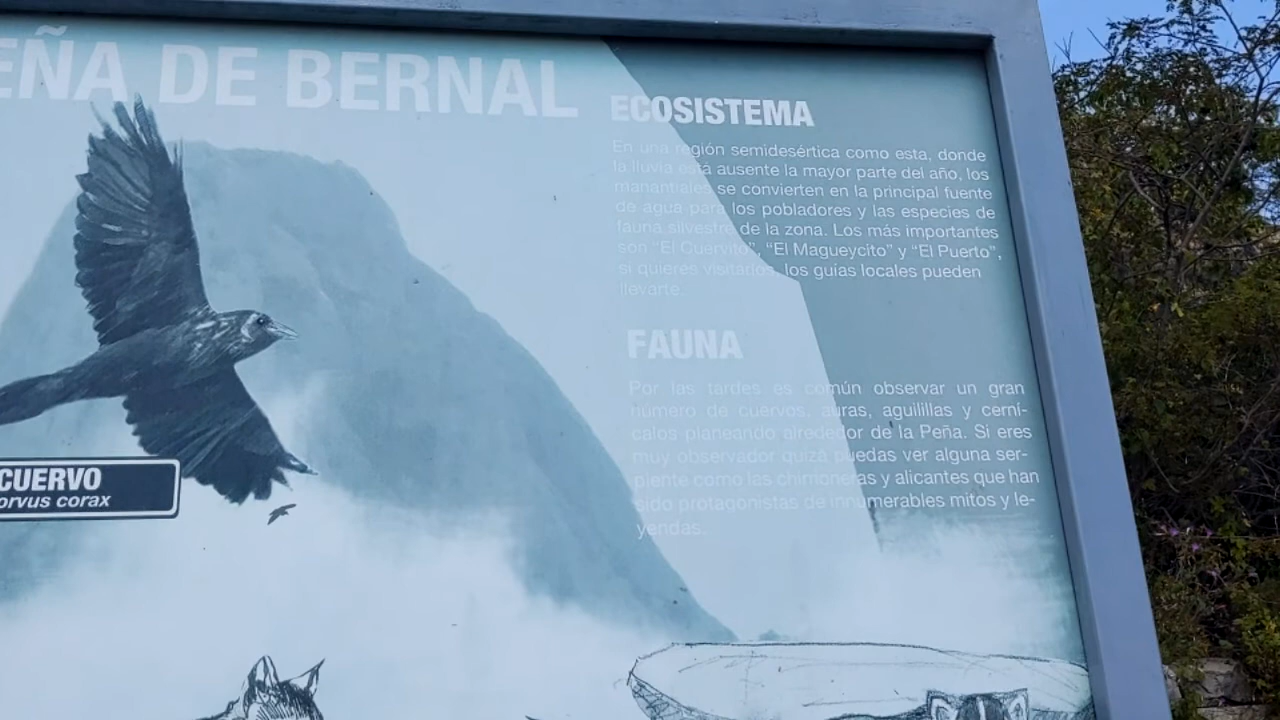 EÑA DE BERNAL
ECOSISTEMA
En una región semidesértica como esta, donde
la lluvia está ausente la mayor parte del año, los
manantiales se convierten en la principal fuente
de agua para los pobladores y las especies de
fauna silvestre de la zona. Los más importantes
son “El Cuervito”, “El Magueycito” y “El Puerto”,
si quieres visitarlos, los guías locales pueden
llevarte.
FAUNA
Por las tardes es común observar un gran
número de cuervos, auras, aguilillas y cerní-
calos planeando alrededor de la Peña. Si eres
muy observador quizá puedas ver alguna ser-
piente como las chirrioneras y alicantes que han
sido protagonistas de innumerables mitos y le-
yendas.
CUERVO
orvus corax